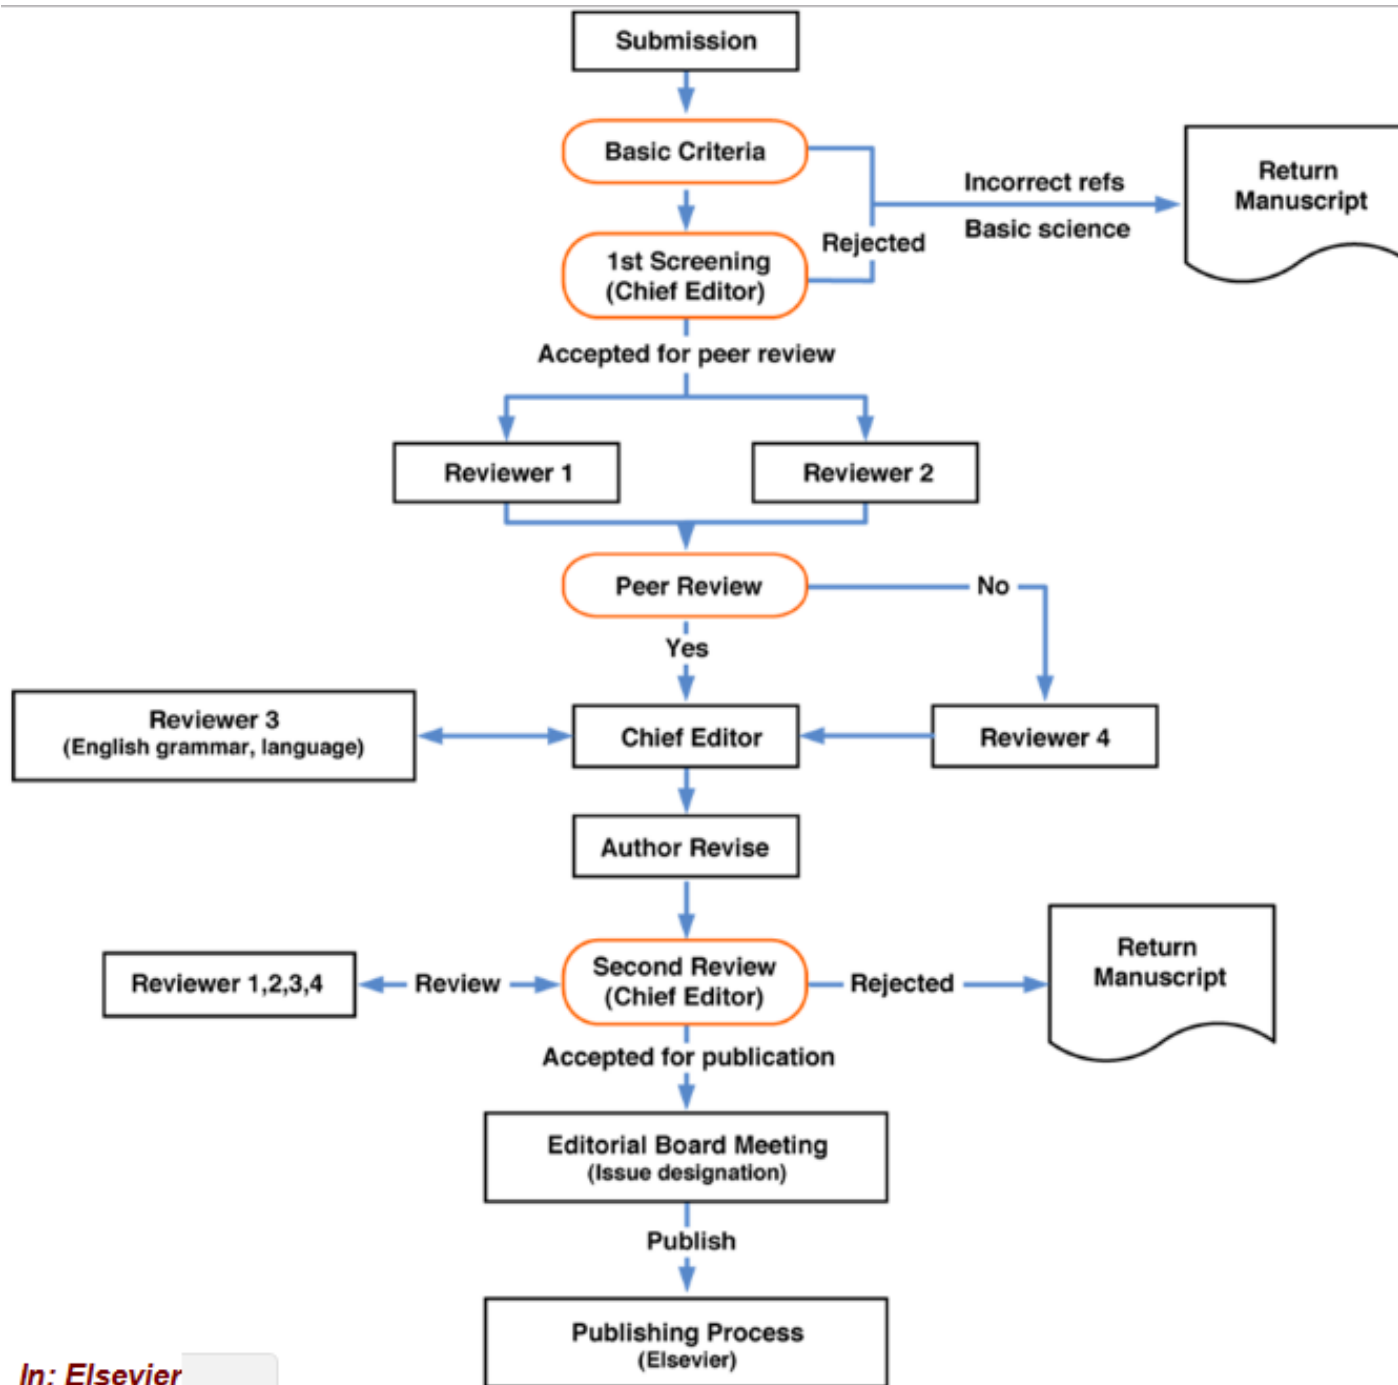 Submission
Basic Criteria
Incorrect refs
Return
Manuscript
Basic science
Rejected
1st Screening
(Chief Editor)
Accepted for peer review
Reviewer 1
Reviewer 2
Peer Review
No
Yes
Reviewer 3
(English grammar, language)
Chief Editor
Reviewer 4
Author Revise
Reviewer 1,2,3,4
Review
Second Review
(Chief Editor)
Rejected
Return
Manuscript
Accepted for publication
Editorial Board Meeting
(Issue designation)
Publish
Publishing Process
(Elsevier)
In: Elsevier